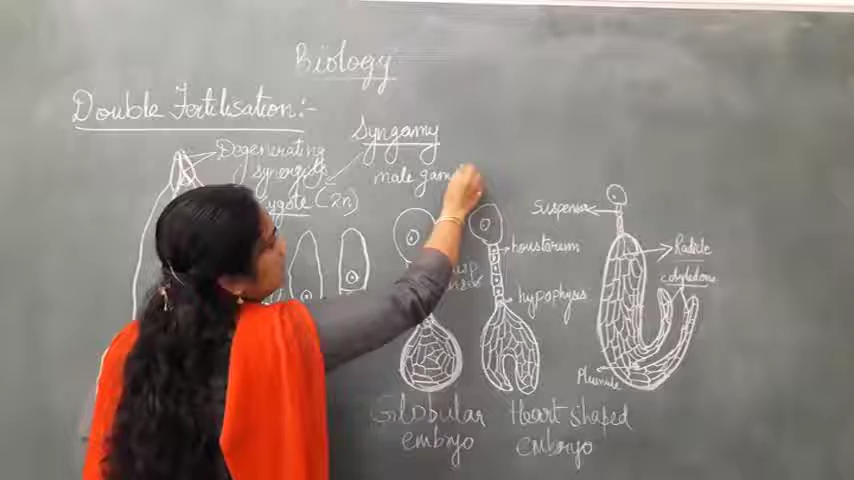 Biology
Double Fertilisation:-
Degenerating
synergids
Syngamy
male gam
zygote (2n)
Suspensor
houstorium
hypophysis
Radicle
cotyledons
Plumule
Globular
embryo
Heart shaped
embryo